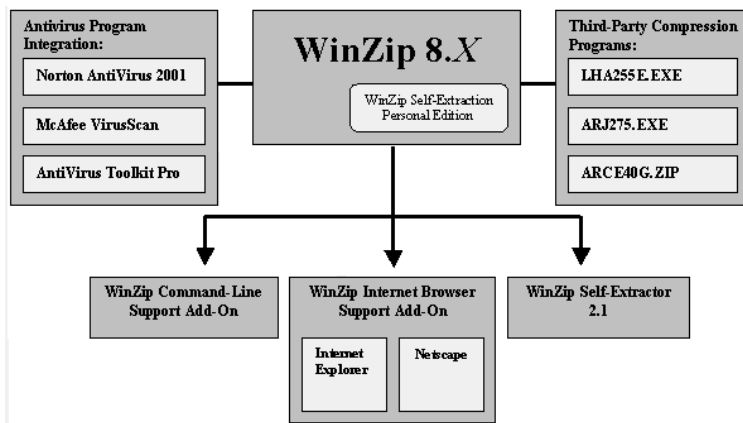 Antivirus Program
Integration:
Norton AntiVirus 2001
McAfee VirusScan
AntiVirus Toolkit Pro
WinZip 8.X
WinZip Self-Extraction
Personal Edition
Third-Party Compression
Programs:
LHA255E.EXE
ARJ275.EXE
ARCE40G.ZIP
WinZip Command-Line
Support Add-On
WinZip Internet Browser
Support Add-On
Internet
Explorer
Netscape
WinZip Self-Extractor
2.1